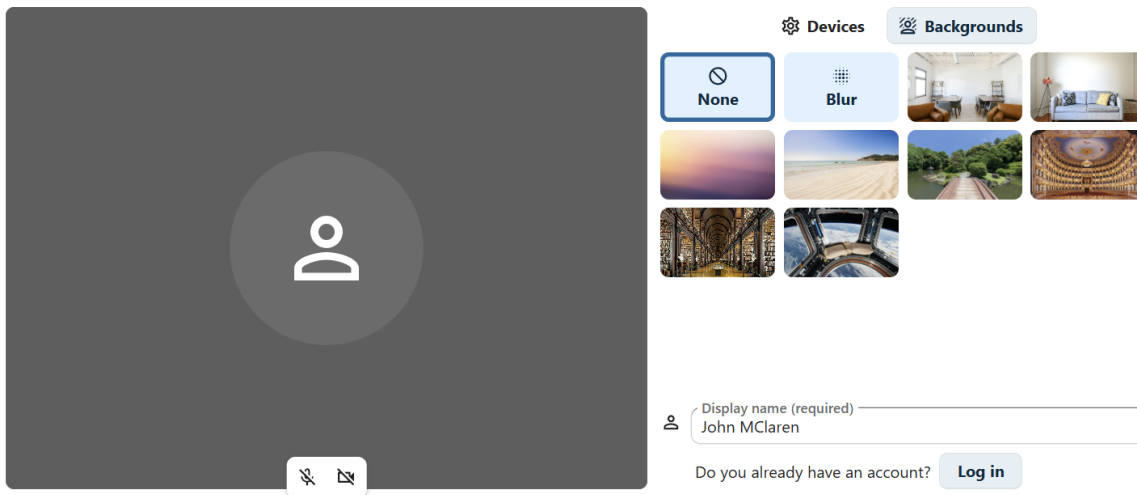 Devices
Backgrounds
None
Blur
Display name (required)
John MClaren
Do you already have an account?
Log in